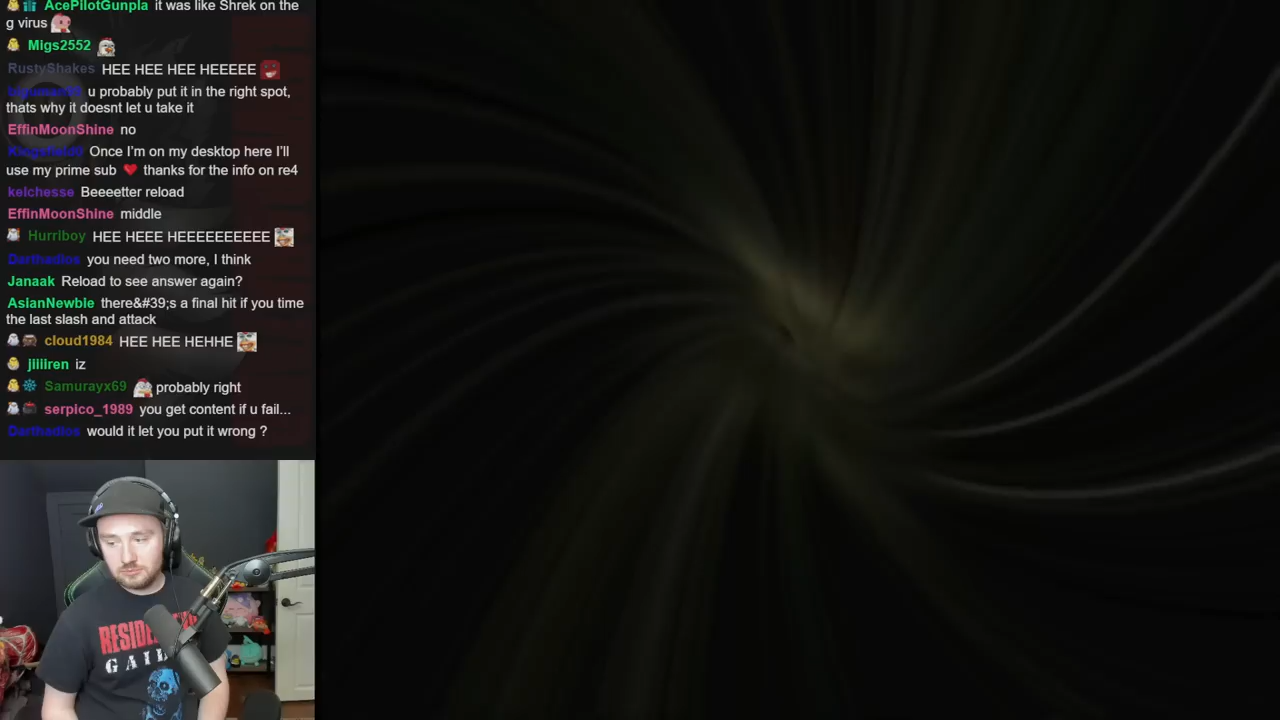 AcePilotGunpla it was like Shrek on the
g virus
Migs2552
RustyShakes HEE HEE HEE HEEEEE
u probably put it in the right spot,
thats why it doesnt let u take it
EffinMoonShine no
Once I’m on my desktop here I’ll
use my prime sub thanks for the info on re4
kelchesse Beeeetter reload
EffinMoonShine middle
Hurriboy HEE HEEE HEEEEEEEEEE
you need two more, I think
Janaak Reload to see answer again?
AsianNewble there&#39;s a final hit if you time
the last slash and attack
cloud1984 HEE HEE HEHHE
jiiiiren iz
Samurayx69 probably right
serpico_1989 you get content if u fail...
would it let you put it wrong ?